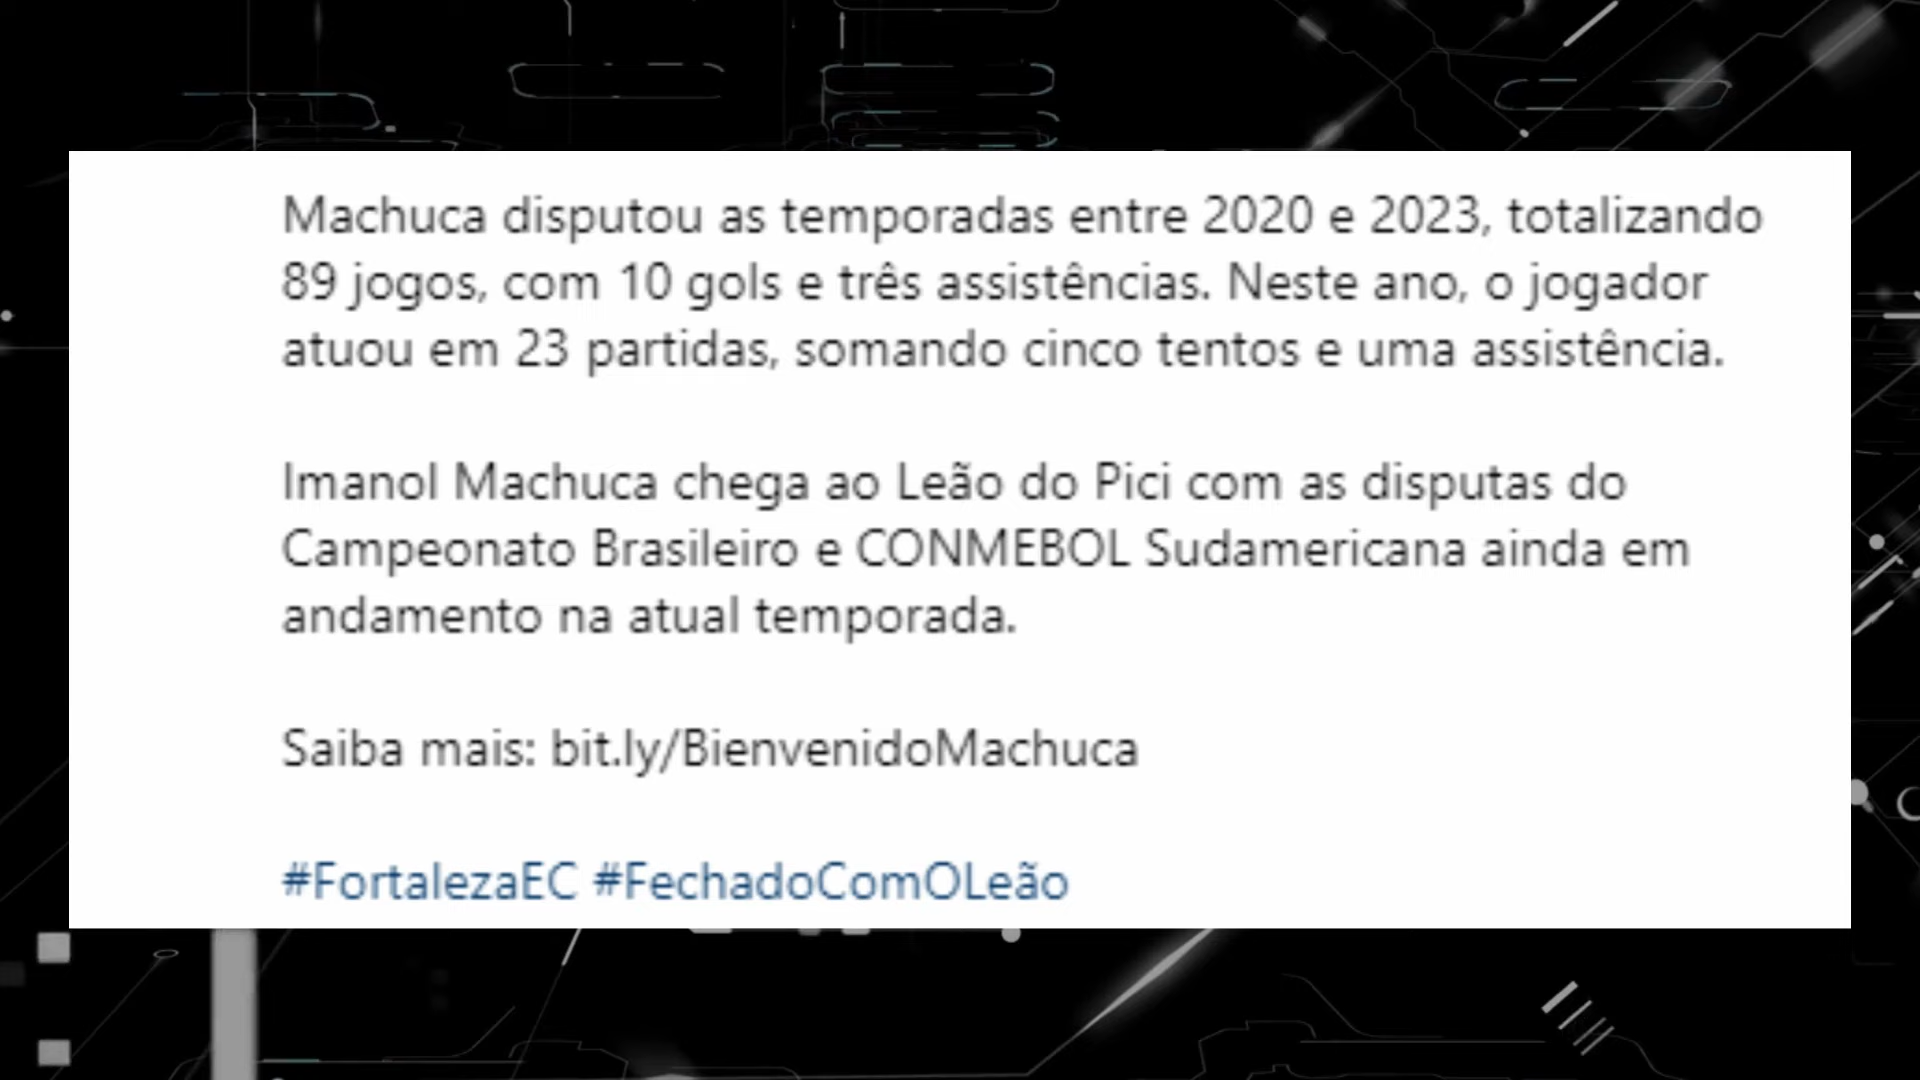 Machuca disputou as temporadas entre 2020 e 2023, totalizando
89 jogos, com 10 gols e três assistências. Neste ano, o jogador
atuou em 23 partidas, somando cinco tentos e uma assistência.
Imanol Machuca chega ao Leão do Pici com as disputas do
Campeonato Brasileiro e CONMEBOL Sudamericana ainda em
andamento na atual temporada.
Saiba mais: bit.ly/BienvenidoMachuca
#FortalezaEC #FechadoComOLeão